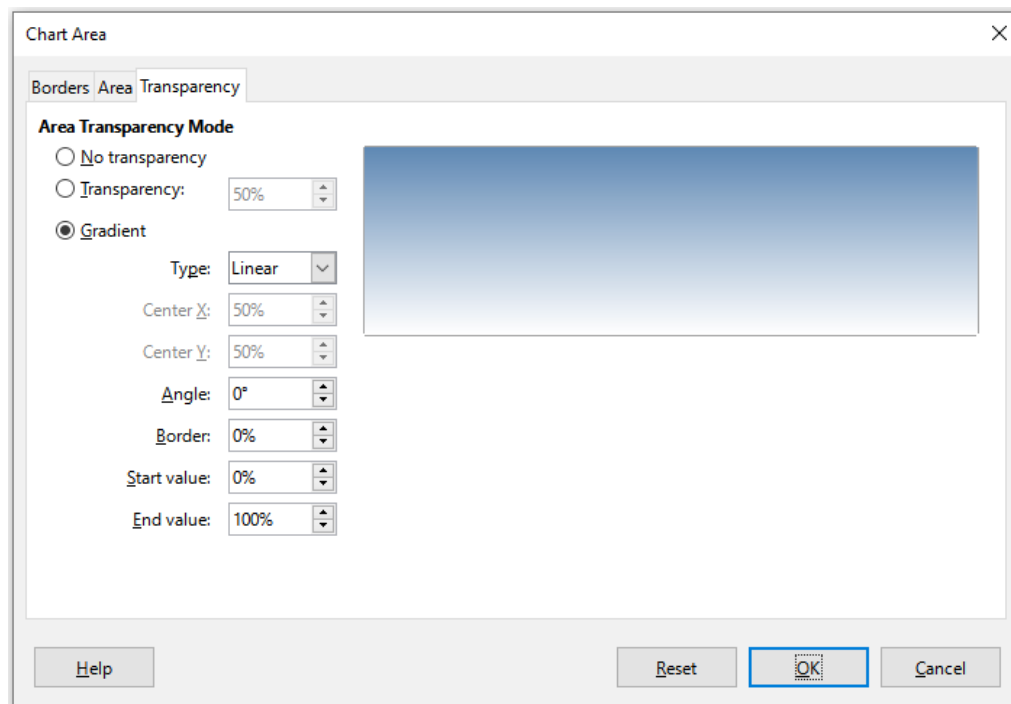 Chart Area
Borders Area Transparency
Area Transparency Mode
No transparency
Transparency: 50%
Gradient
Type: Linear
Center X: 50%
Center Y: 50%
Angle: 0°
Border: 0%
Start value: 0%
End value: 100%
Help Reset OK Cancel